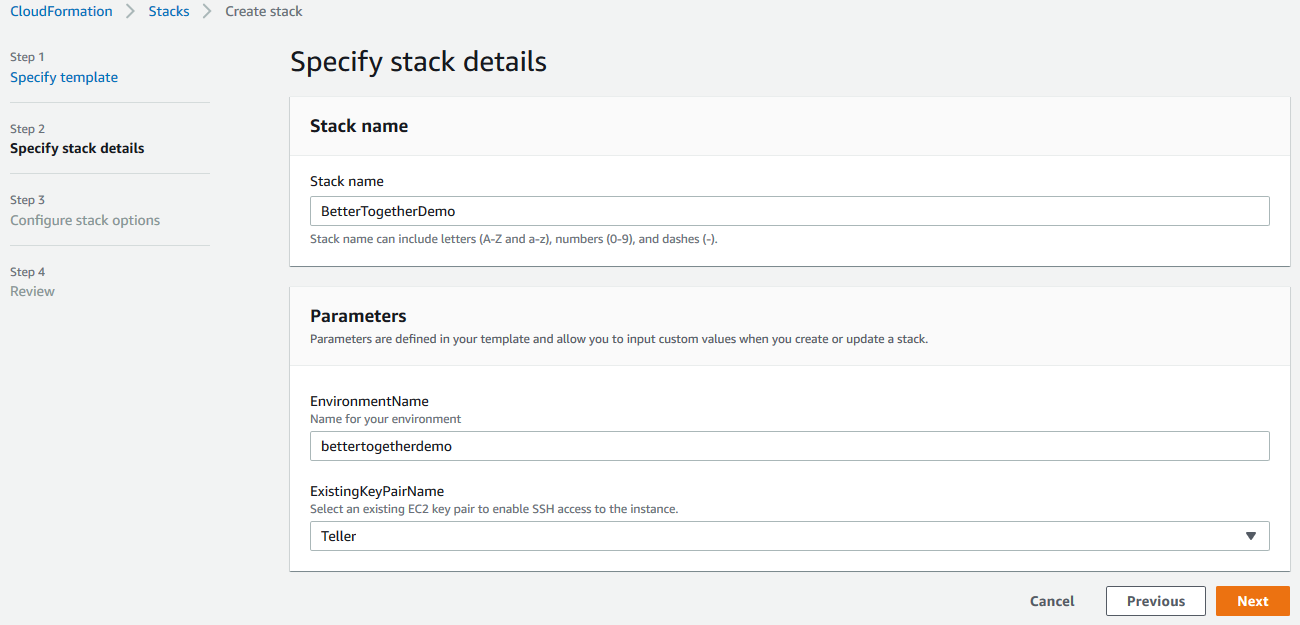 CloudFormation > Stacks > Create stack
Step 1
Specify template
Step 2
Specify stack details
Step 3
Configure stack options
Step 4
Review
Specify stack details
Stack name
Stack name
BetterTogetherDemo
Stack name can include letters (A-Z and a-z), numbers (0-9), and dashes (-).
Parameters
Parameters are defined in your template and allow you to input custom values when you create or update a stack.
EnvironmentName
Name for your environment
bettertogetherdemo
ExistingKeyPairName
Select an existing EC2 key pair to enable SSH access to the instance.
Teller
Cancel Previous Next